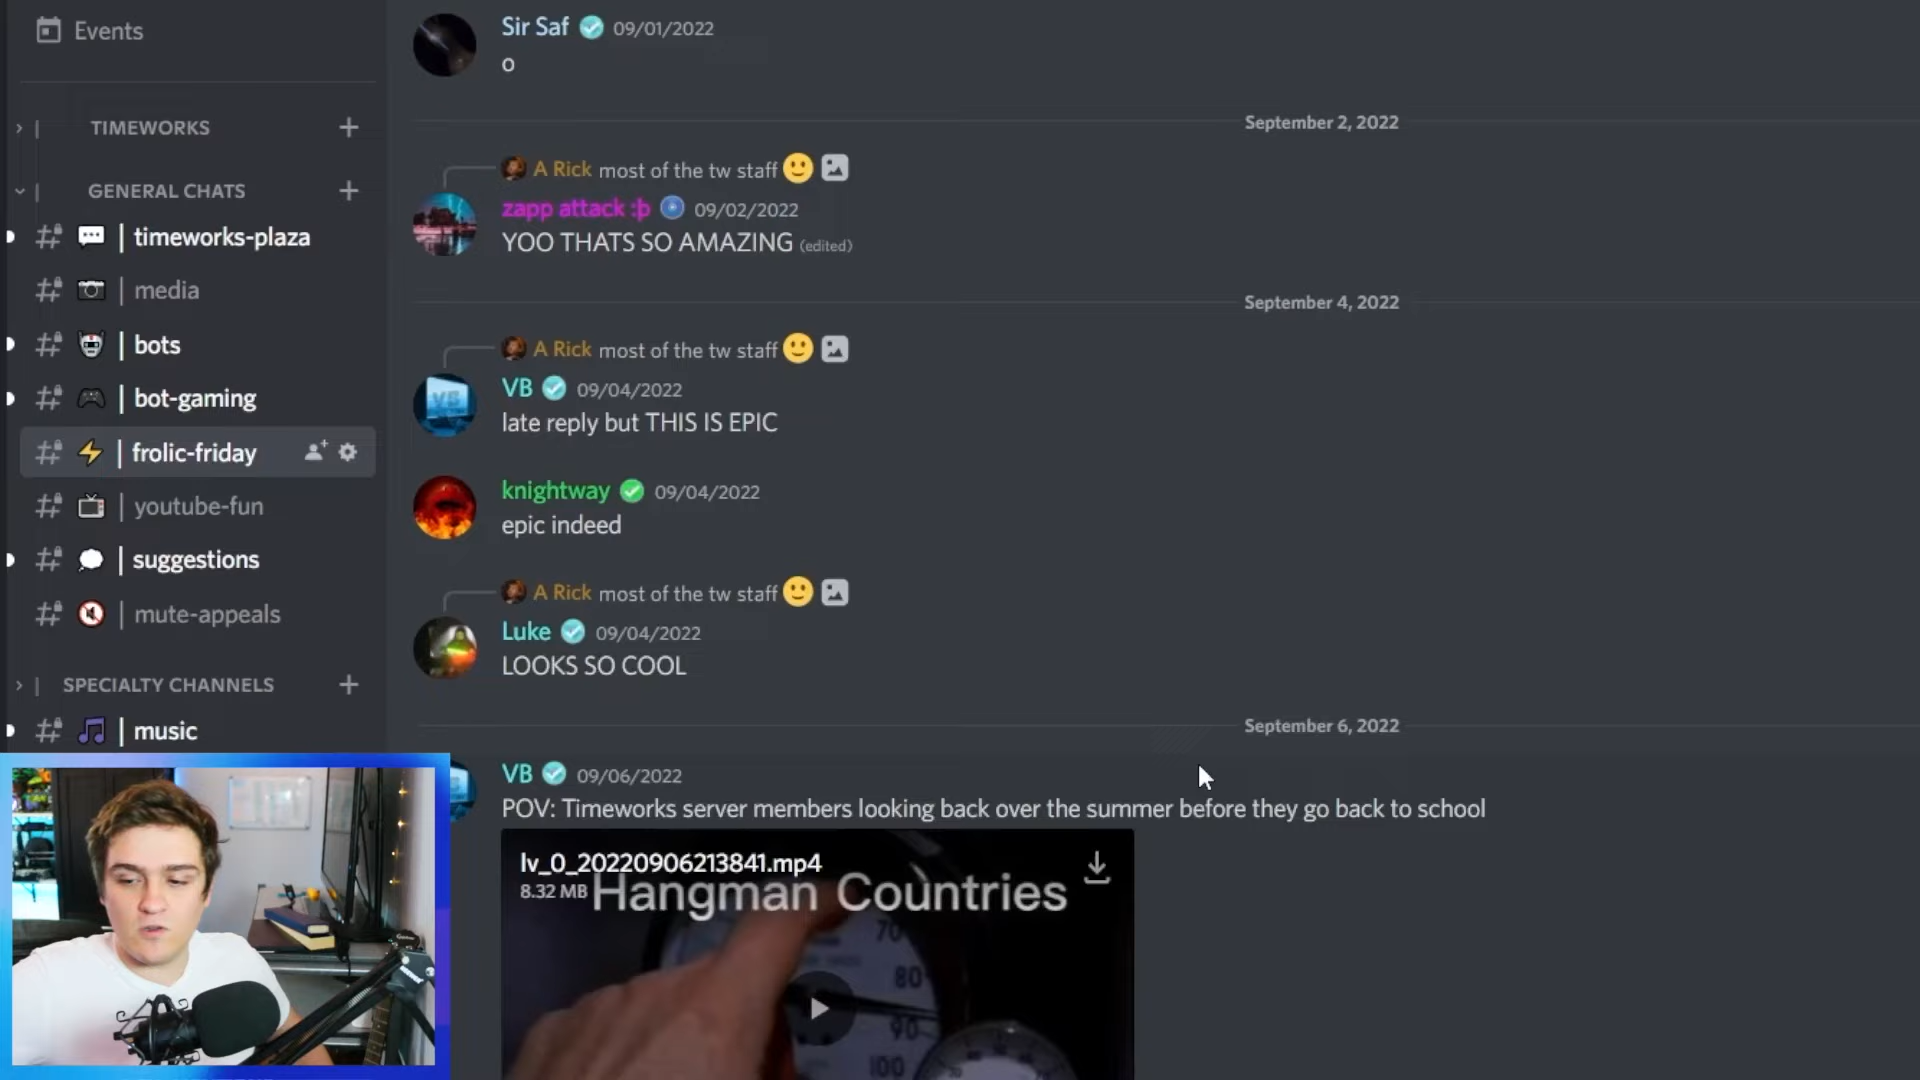 Events
TIMEWORKS
GENERAL CHATS
| timeworks-plaza
| media
| bots
| bot-gaming
| frolic-friday
| youtube-fun
| suggestions
| mute-appeals
SPECIALTY CHANNELS
| music
Sir Saf 09/01/2022
o
September 2, 2022
A Rick most of the tw staff
zapp attack :þ 09/02/2022
YOO THATS SO AMAZING (edited)
September 4, 2022
A Rick most of the tw staff
VB 09/04/2022
late reply but THIS IS EPIC
knightway 09/04/2022
epic indeed
A Rick most of the tw staff
Luke 09/04/2022
LOOKS SO COOL
September 6, 2022
VB 09/06/2022
POV: Timeworks server members looking back over the summer before they go back to school
lv_0_20220906213841.mp4
8.32 MB
Hangman Countries
70
80
90
100